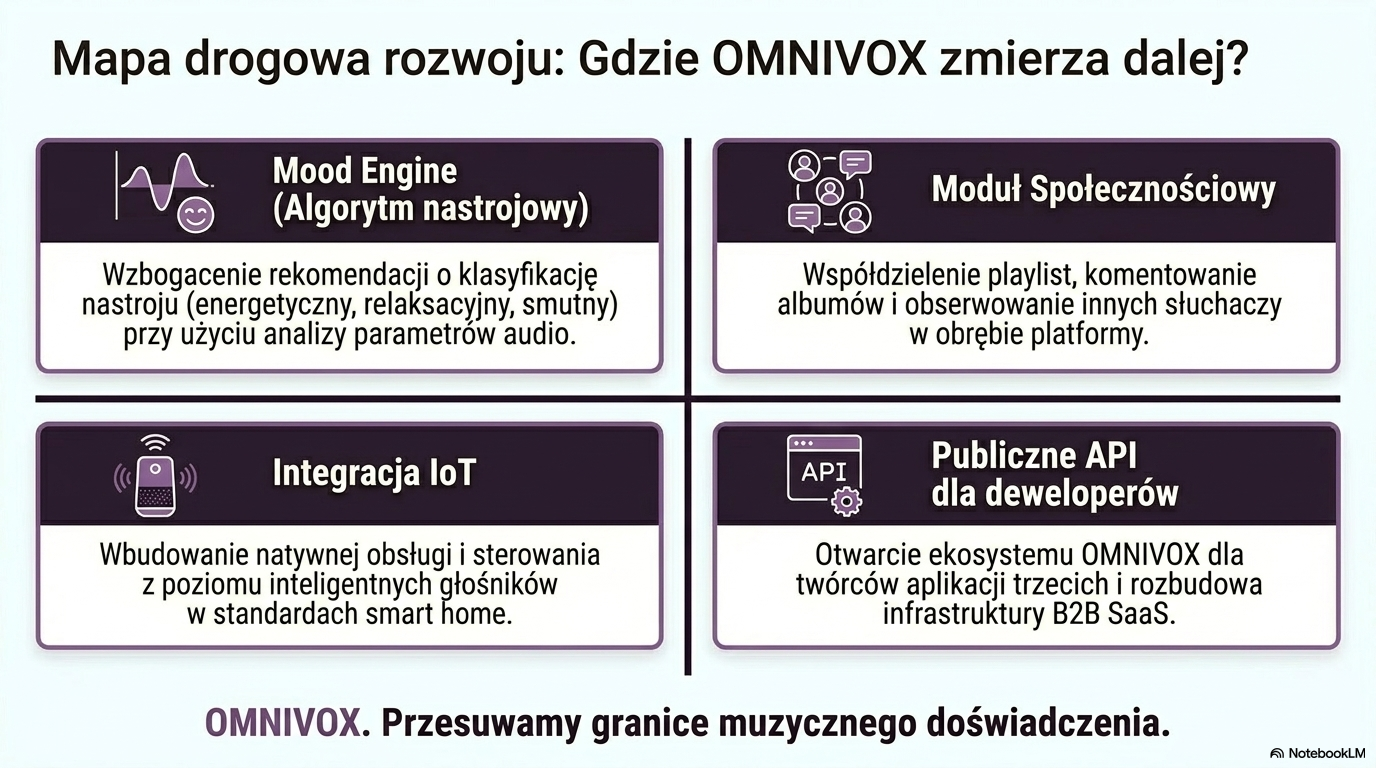 Mapa drogowa rozwoju: Gdzie OMNIVOX zmierza dalej?
Mood Engine
(Algorytm nastrojowy)
Wzbogacenie rekomendacji o klasyfikację
nastroju (energetyczny, relaksacyjny, smutny)
przy użyciu analizy parametrów audio.
Moduł Społecznościowy
Współdzielenie playlist, komentowanie
albumów i obserwowanie innych słuchaczy
w obrębie platformy.
Integracja IoT
Wbudowanie natywnej obsługi i sterowania
z poziomu inteligentnych głośników
w standardach smart home.
API
Publiczne API
dla deweloperów
Otwarcie ekosystemu OMNIVOX dla
twórców aplikacji trzecich i rozbudowa
infrastruktury B2B SaaS.
OMNIVOX. Przesuwamy granice muzycznego doświadczenia.
NotebookLM